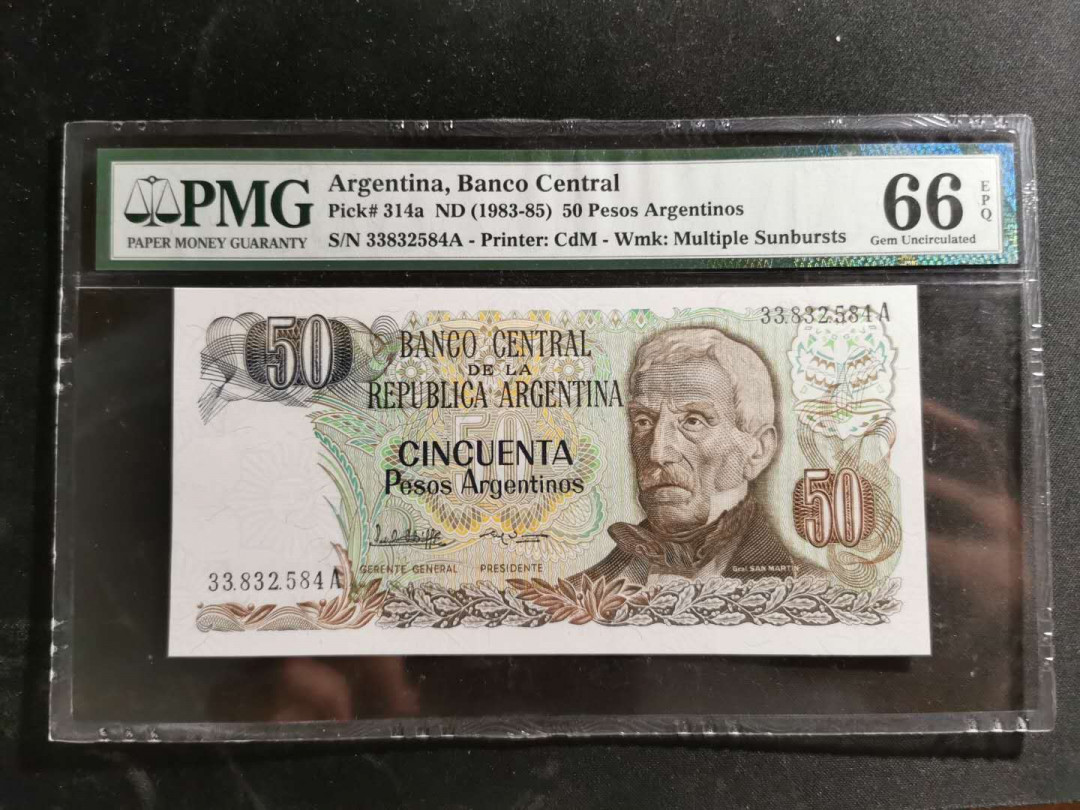 PMG
PAPER MONEY GUARANTY
Argentina, Banco Central
Pick# 314a ND (1983-85) 50 Pesos Argentinos
S/N 33832584A - Printer: CdM - Wmk: Multiple Sunbursts
66
EPQ
Gem Uncirculated
50
33.832.584 A
BANCO CENTRAL
DE LA
REPUBLICA ARGENTINA
50
CINCUENTA
Pesos Argentinos
50
GERENTE GENERAL PRESIDENTE
Gral. SAN MARTIN
33.832.584 A